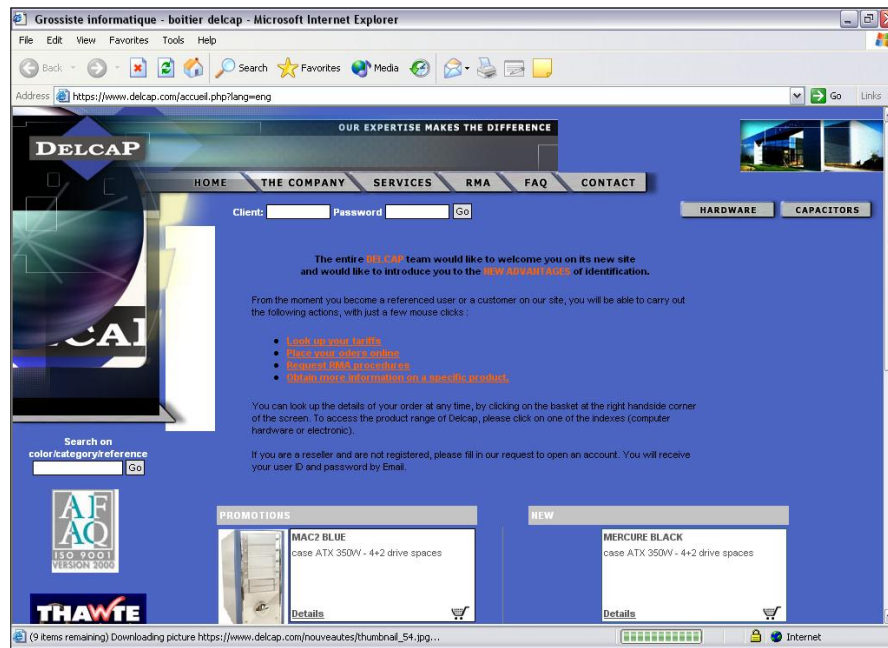 Grossiste informatique - boitier delcap - Microsoft Internet Explorer
File Edit View Favorites Tools Help
Back Search Favorites Media
Address https://www.delcap.com/accueil.php?lang=eng Go Links
OUR EXPERTISE MAKES THE DIFFERENCE
DELCAP
HOME THE COMPANY SERVICES RMA FAQ CONTACT
Client: Password Go
HARDWARE CAPACITORS
The entire DELCAP team would like to welcome you on its new site
and would like to introduce you to the NEW ADVANTAGES of identification.
From the moment you become a referenced user or a customer on our site, you will be able to carry out
the following actions, with just a few mouse clicks :
Look up your tariffs
Place your oders online
Request RMA procedures
Obtain more information on a specific product.
You can look up the details of your order at any time, by clicking on the basket at the right handside corner
of the screen. To access the product range of Delcap, please click on one of the indexes (computer
hardware or electronic).
If you are a reseller and are not registered, please fill in our request to open an account. You will receive
your user ID and password by Email.
Search on
color/category/reference
Go
AFAQ
ISO 9001
VERSION 2000
THAWTE
PROMOTIONS
MAC2 BLUE
case ATX 350W - 4+2 drive spaces
Details
NEW
MERCURE BLACK
case ATX 350W - 4+2 drive spaces
Details
(9 items remaining) Downloading picture https://www.delcap.com/nouveautes/thumbnail_54.jpg...
Internet